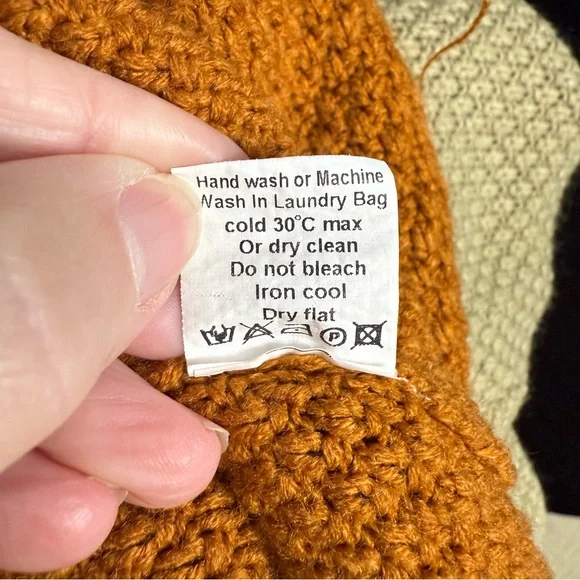 Hand wash or Machine
Wash In Laundry Bag
cold 30°C max
Or dry clean
Do not bleach
Iron cool
Dry flat
P